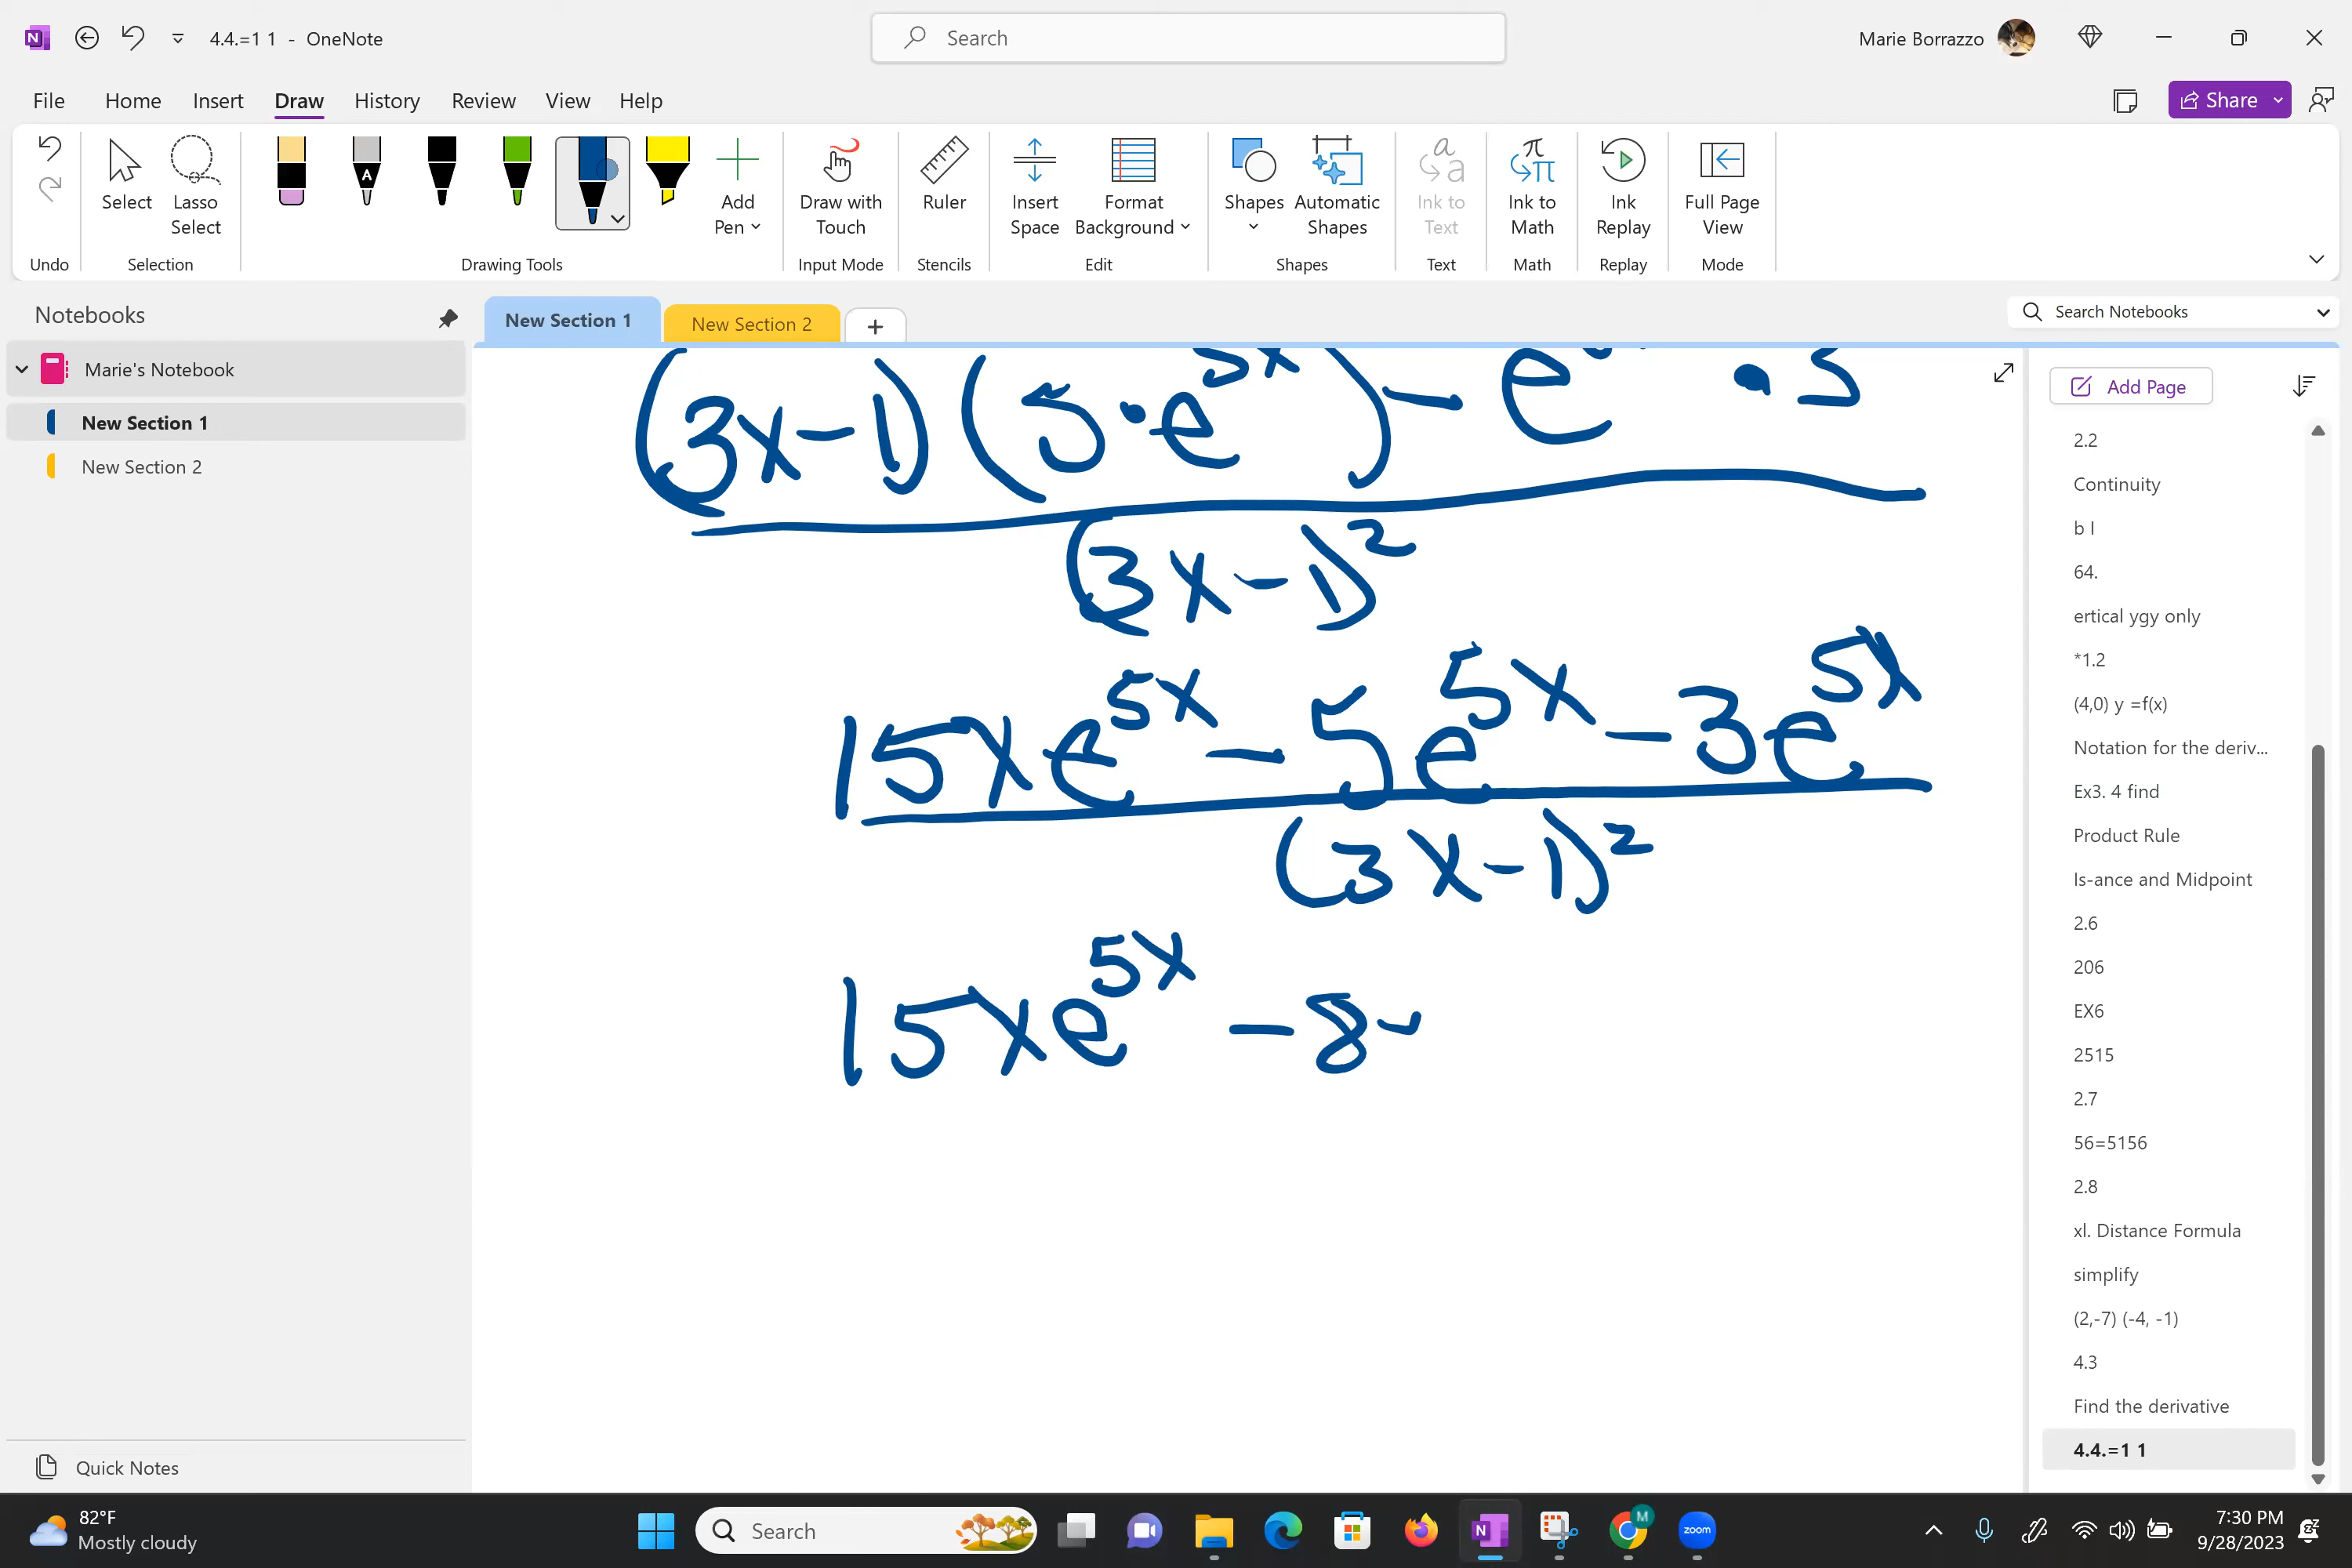 4.4.=1 1 - OneNote
Search
Marie Borrazzo
File Home Insert Draw History Review View Help
Share
Select
Lasso Select
Add Pen
Draw with Touch
Ruler
Insert Space
Format Background
Shapes
Automatic Shapes
Ink to Text
Ink to Math
Ink Replay
Full Page View
Undo Selection Drawing Tools Input Mode Stencils Edit Shapes Text Math Replay Mode
Notebooks
New Section 1
New Section 2
+
Search Notebooks
Marie's Notebook
New Section 1
New Section 2
Quick Notes
(3x-1)(5·e^5x) - e
(3x-1)²
15xe^5x - 5e^5x - 3e^5x
(3x-1)²
15xe^5x - 8
Add Page
2.2
Continuity
b I
64.
ertical ygy only
*1.2
(4,0) y =f(x)
Notation for the deriv...
Ex3. 4 find
Product Rule
Is-ance and Midpoint
2.6
206
EX6
2515
2.7
56=5156
2.8
xl. Distance Formula
simplify
(2,-7) (-4, -1)
4.3
Find the derivative
4.4.=1 1
82°F
Mostly cloudy
Search
zoom
M
7:30 PM
9/28/2023